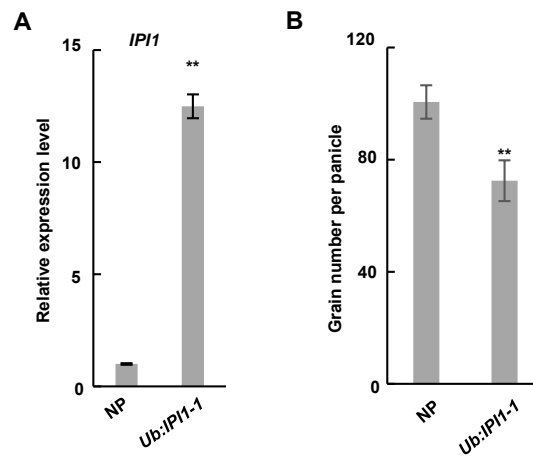 A
IPI1
**
Relative expression level
15
10
5
0
NP
Ub:IPI1-1
B
**
Grain number per panicle
120
80
40
0
NP
Ub:IPI1-1